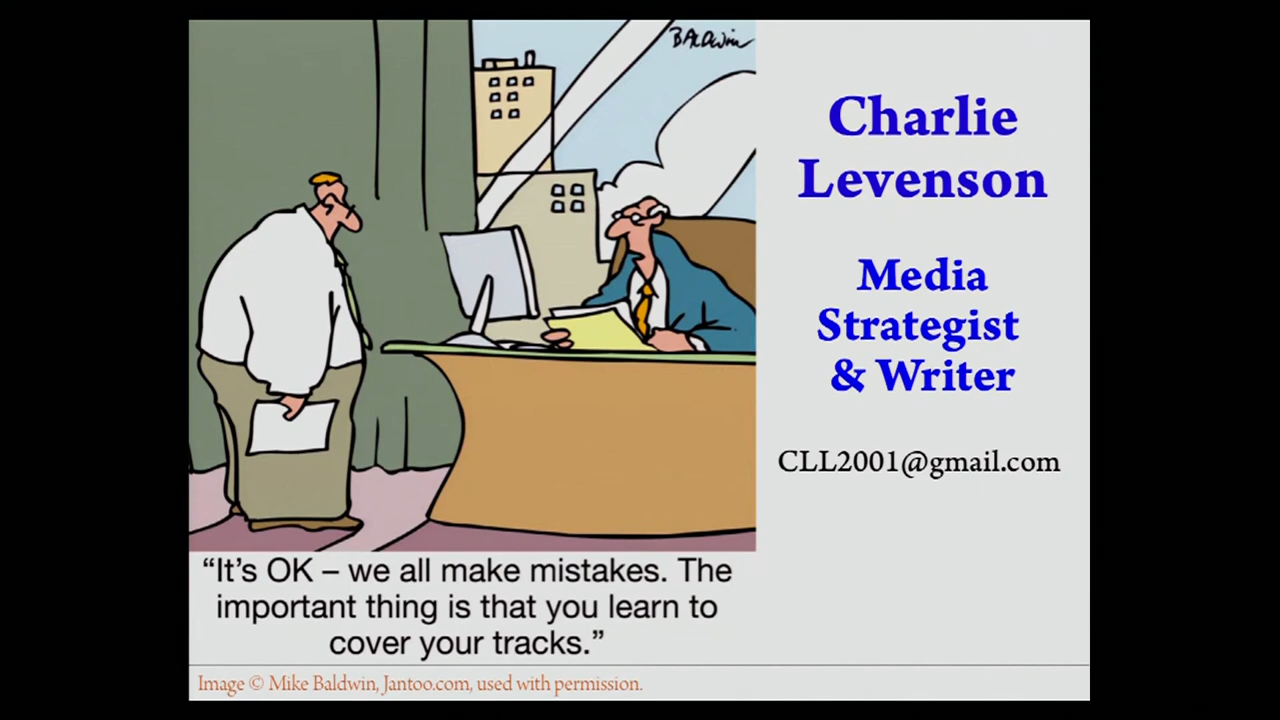 BALDWIN
Charlie
Levenson
Media
Strategist
& Writer
CLL2001@gmail.com
“It’s OK – we all make mistakes. The
important thing is that you learn to
cover your tracks.”
Image © Mike Baldwin, Jantoo.com, used with permission.